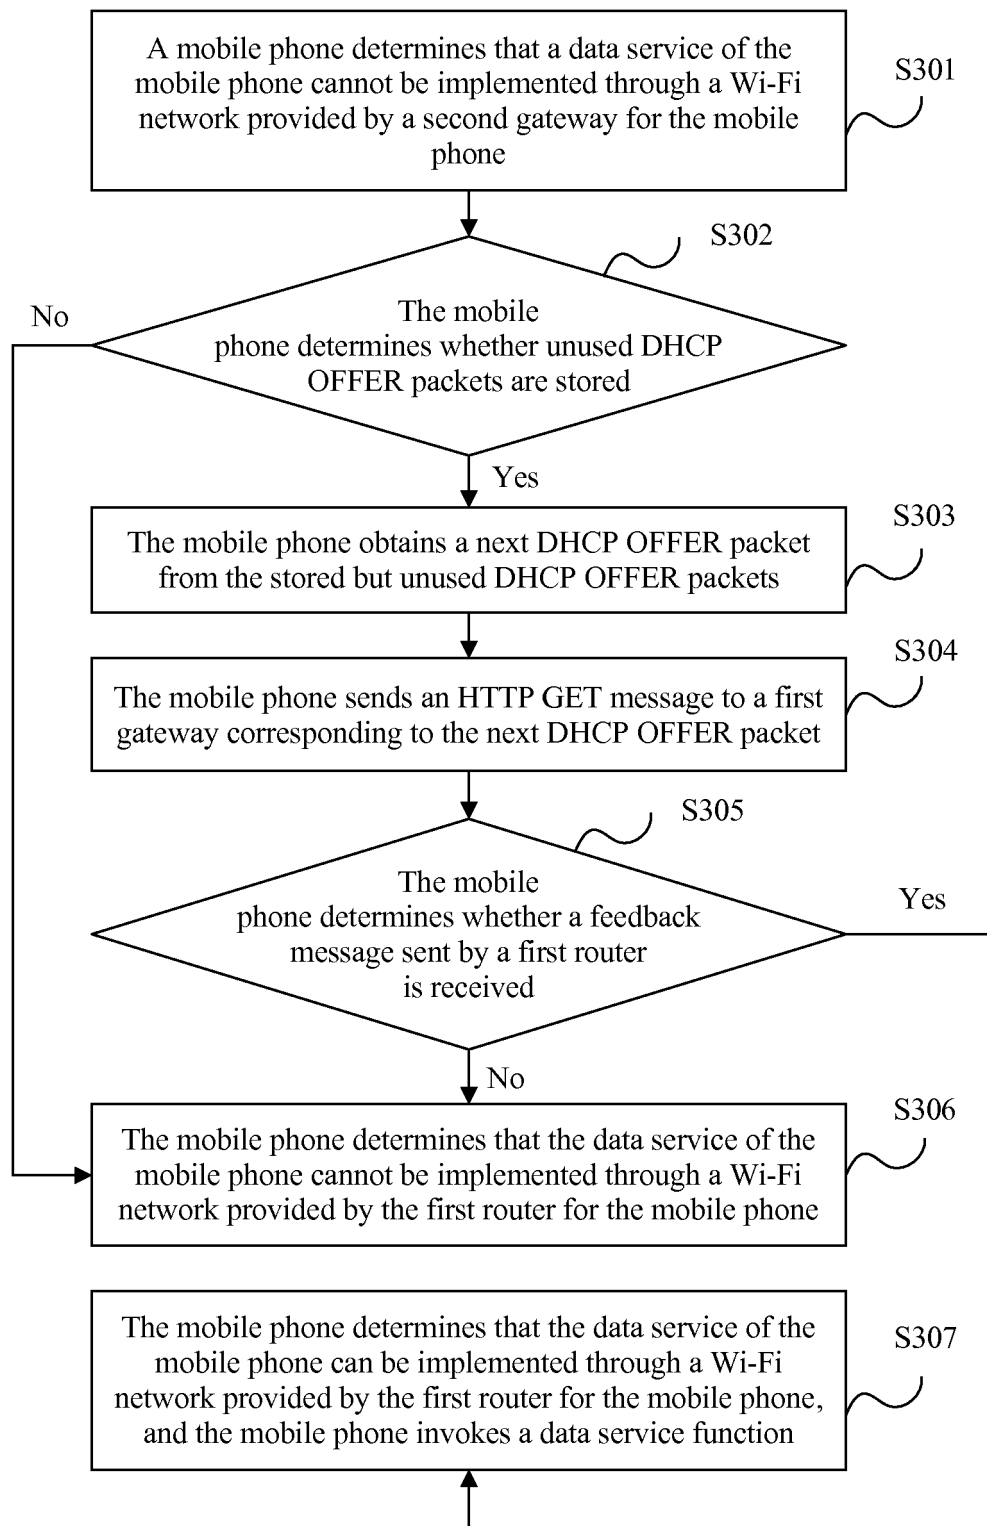 A mobile phone determines that a data service of the
mobile phone cannot be implemented through a Wi-Fi
network provided by a second gateway for the mobile
phone
S301
S302
No
The mobile
phone determines whether unused DHCP
OFFER packets are stored
Yes
S303
The mobile phone obtains a next DHCP OFFER packet
from the stored but unused DHCP OFFER packets
S304
The mobile phone sends an HTTP GET message to a first
gateway corresponding to the next DHCP OFFER packet
S305
The mobile
phone determines whether a feedback
message sent by a first router
is received
Yes
No
S306
The mobile phone determines that the data service of the
mobile phone cannot be implemented through a Wi-Fi
network provided by the first router for the mobile phone
S307
The mobile phone determines that the data service of the
mobile phone can be implemented through a Wi-Fi
network provided by the first router for the mobile phone,
and the mobile phone invokes a data service function